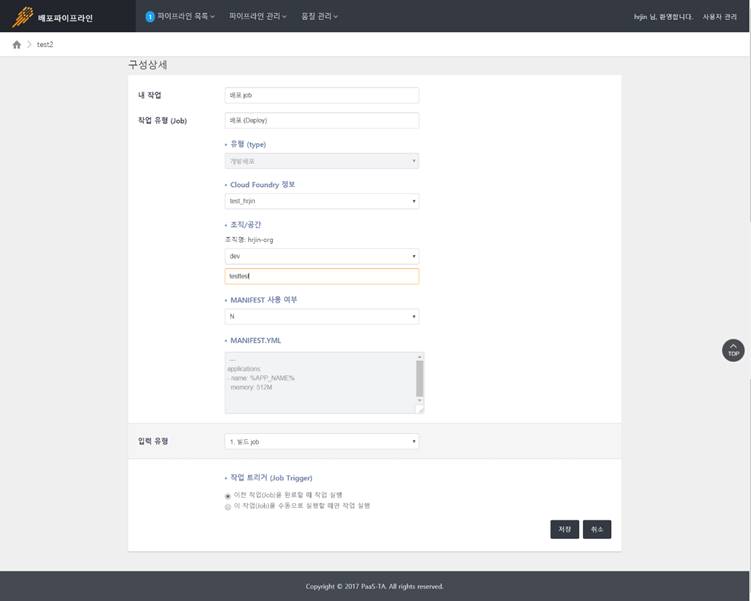 배포파이프라인
1 파이프라인 목록
파이프라인 관리
품질 관리
hrjin 님, 환영합니다.
사용자 관리
test2
구성상세
내 작업
배포 job
작업 유형 (Job)
배포 (Deploy)
유형 (type)
개발배포
Cloud Foundry 정보
test_hrjin
조직/공간
조직명: hrjin-org
dev
testtest
MANIFEST 사용 여부
N
MANIFEST.YML
---
applications:
- name: %APP_NAME%
memory: 512M
TOP
입력 유형
1. 빌드 job
작업 트리거 (Job Trigger)
이전 작업(Job)을 완료할 때 작업 실행
이 작업(Job)을 수동으로 실행할 때만 작업 실행
저장
취소
Copyright © 2017 PaaS-TA. All rights reserved.